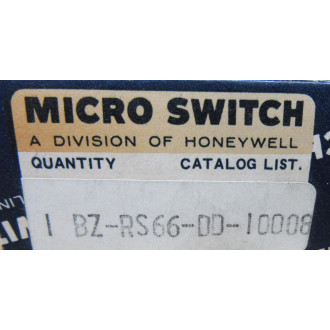 MICRO SWITCH
A DIVISION OF HONEYWELL
QUANTITY CATALOG LIST.
1 BZ-RS66-DD-10008